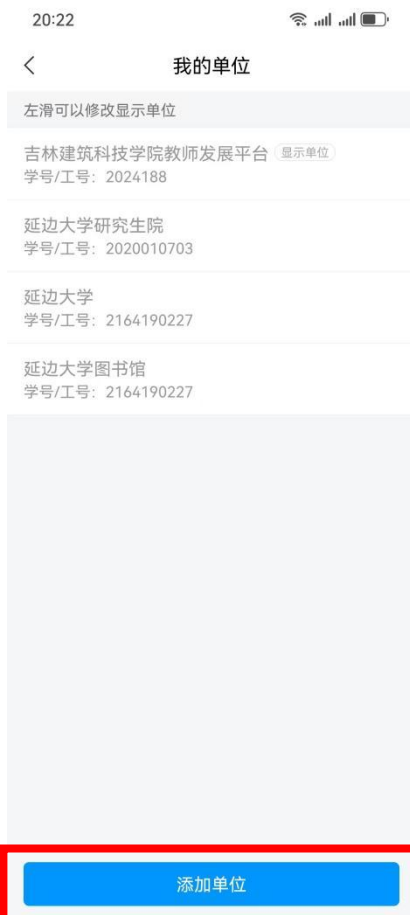 20:22
我的单位
左滑可以修改显示单位
吉林建筑科技学院教师发展平台 显示单位
学号/工号：2024188
延边大学研究生院
学号/工号：2020010703
延边大学
学号/工号：2164190227
延边大学图书馆
学号/工号：2164190227
添加单位